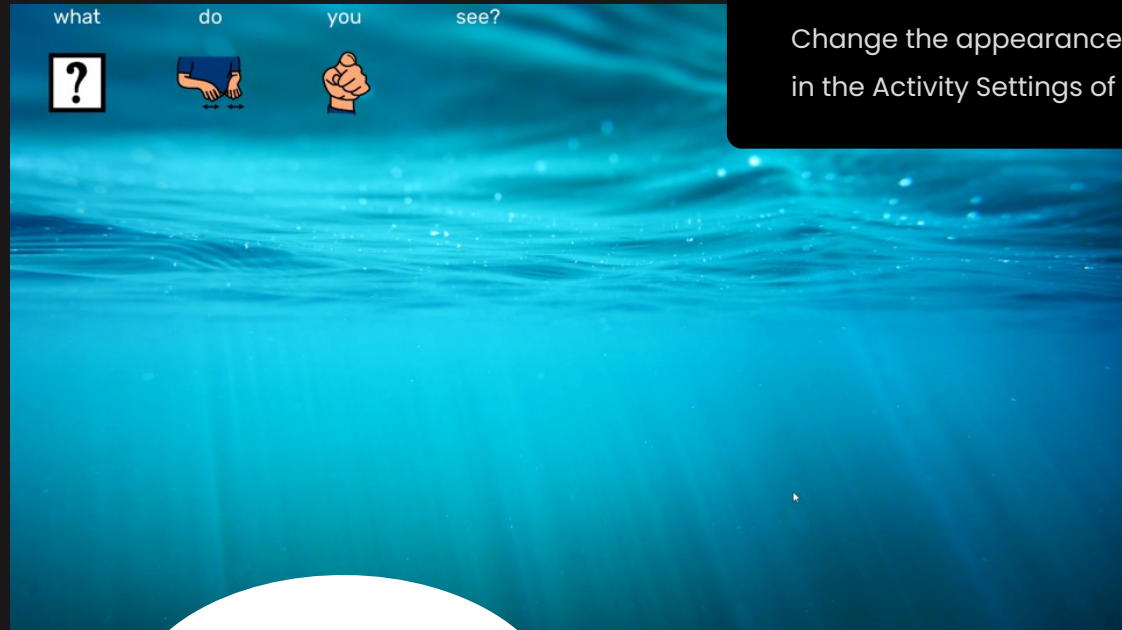 what do you see?
?
Change the appearance
in the Activity Settings of